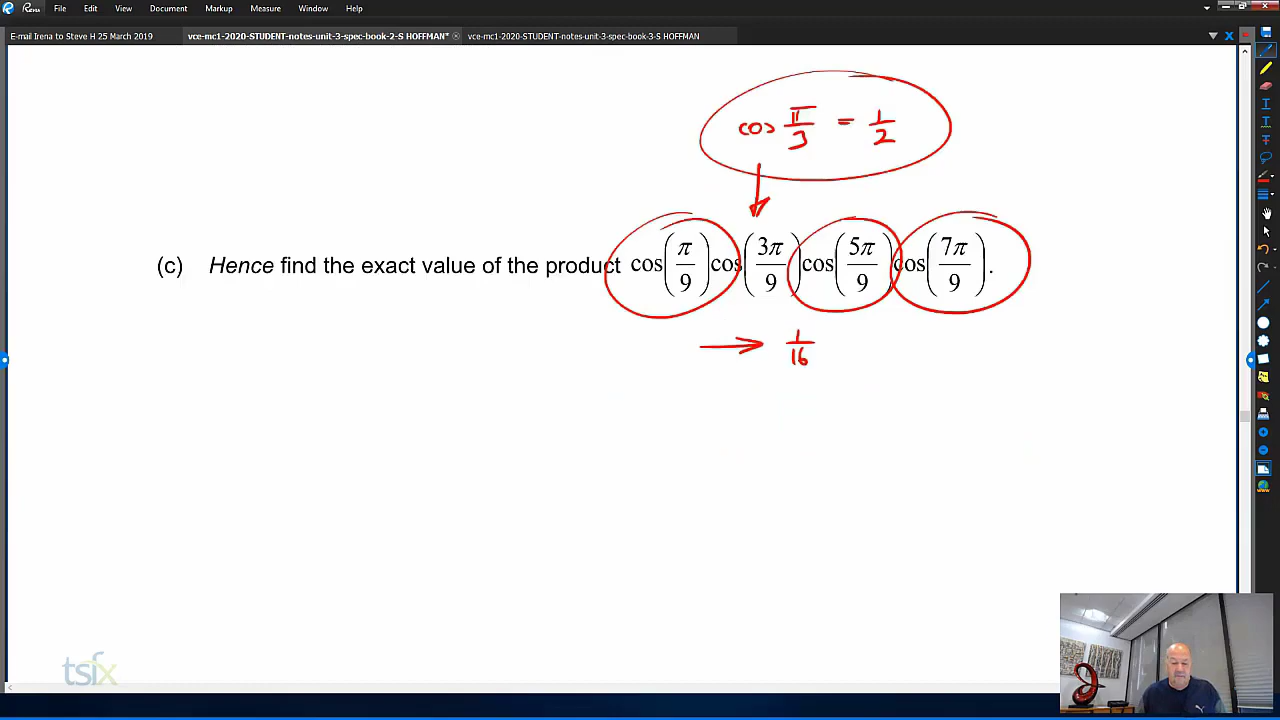 Rēma File Edit View Document Markup Measure Window Help
E-mail Irena to Steve H 25 March 2019 vce-mc1-2020-STUDENT-notes-unit-3-spec-book-2-S HOFFMAN* vce-mc1-2020-STUDENT-notes-unit-3-spec-book-3-S HOFFMAN
cos π/3 = 1/2
(c) Hence find the exact value of the product cos(π/9)cos(3π/9)cos(5π/9)cos(7π/9).
→ 1/16
tsfx